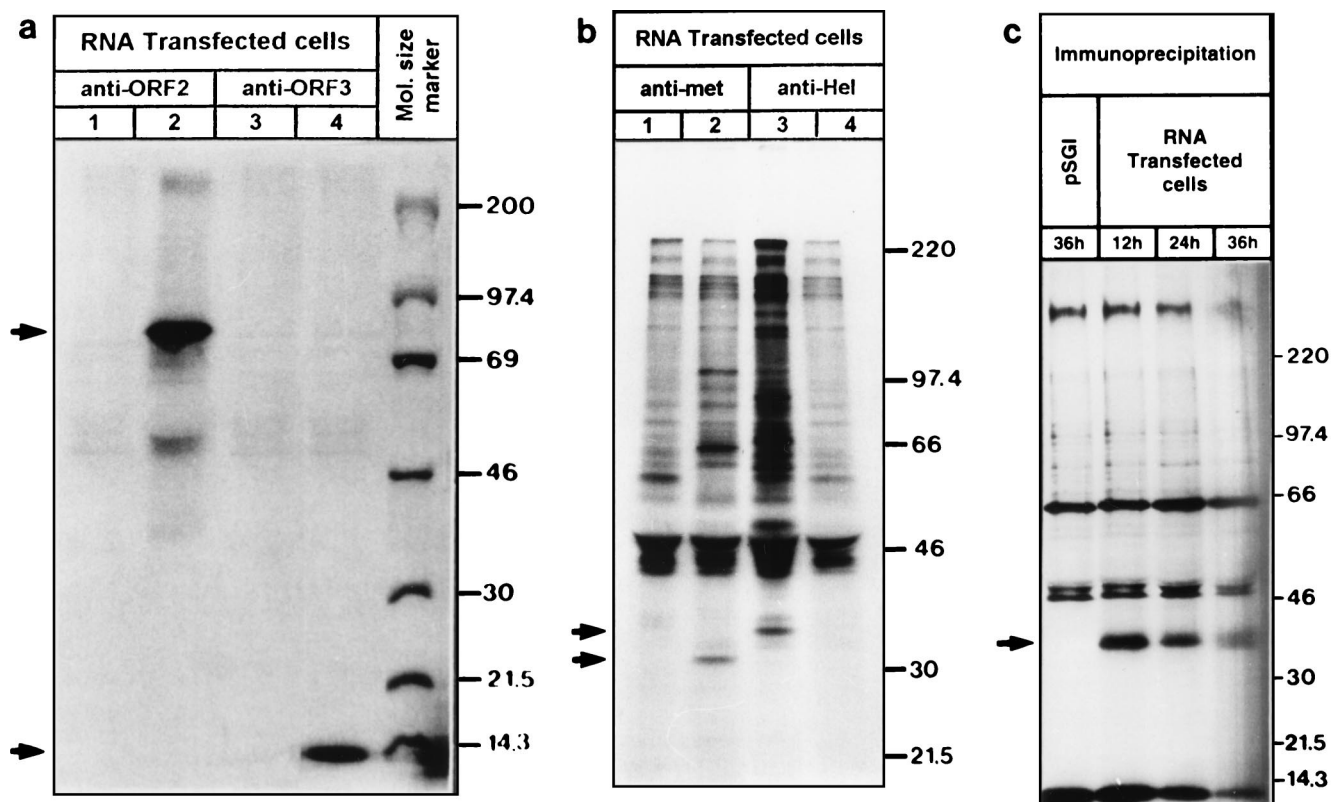 a
RNA Transfected cells
anti-ORF2 anti-ORF3
1 2 3 4
Mol. size
marker
200
97.4
69
46
30
21.5
14.3
b
RNA Transfected cells
anti-met anti-Hel
1 2 3 4
220
97.4
66
46
30
21.5
c
Immunoprecipitation
pSGI
RNA
Transfected
cells
36h 12h 24h 36h
220
97.4
66
46
30
21.5
14.3